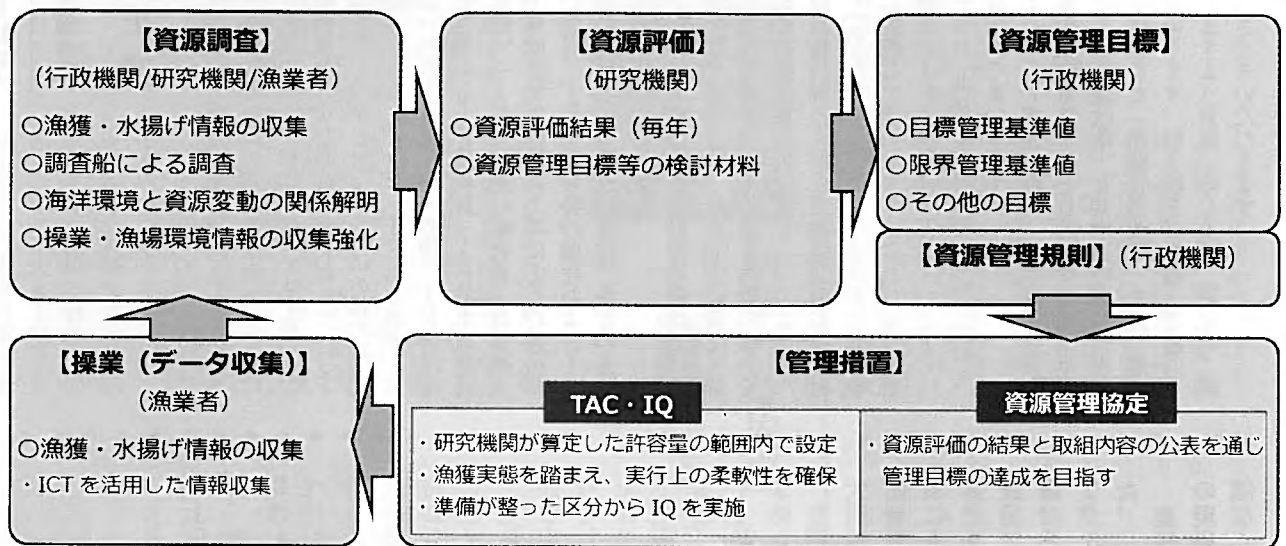 【資源調査】
(行政機関/研究機関/漁業者)
○漁獲・水揚げ情報の収集
○調査船による調査
○海洋環境と資源変動の関係解明
○操業・漁場環境情報の収集強化
【資源評価】
(研究機関)
○資源評価結果(毎年)
○資源管理目標等の検討材料
【資源管理目標】
(行政機関)
○目標管理基準値
○限界管理基準値
○その他の目標
【資源管理規則】(行政機関)
【管理措置】
TAC・IQ
・研究機関が算定した許容量の範囲内で設定
・漁獲実態を踏まえ、実行上の柔軟性を確保
・準備が整った区分から IQ を実施
資源管理協定
・資源評価の結果と取組内容の公表を通じ
管理目標の達成を目指す
【操業(データ収集)】
(漁業者)
○漁獲・水揚げ情報の収集
・ICT を活用した情報収集